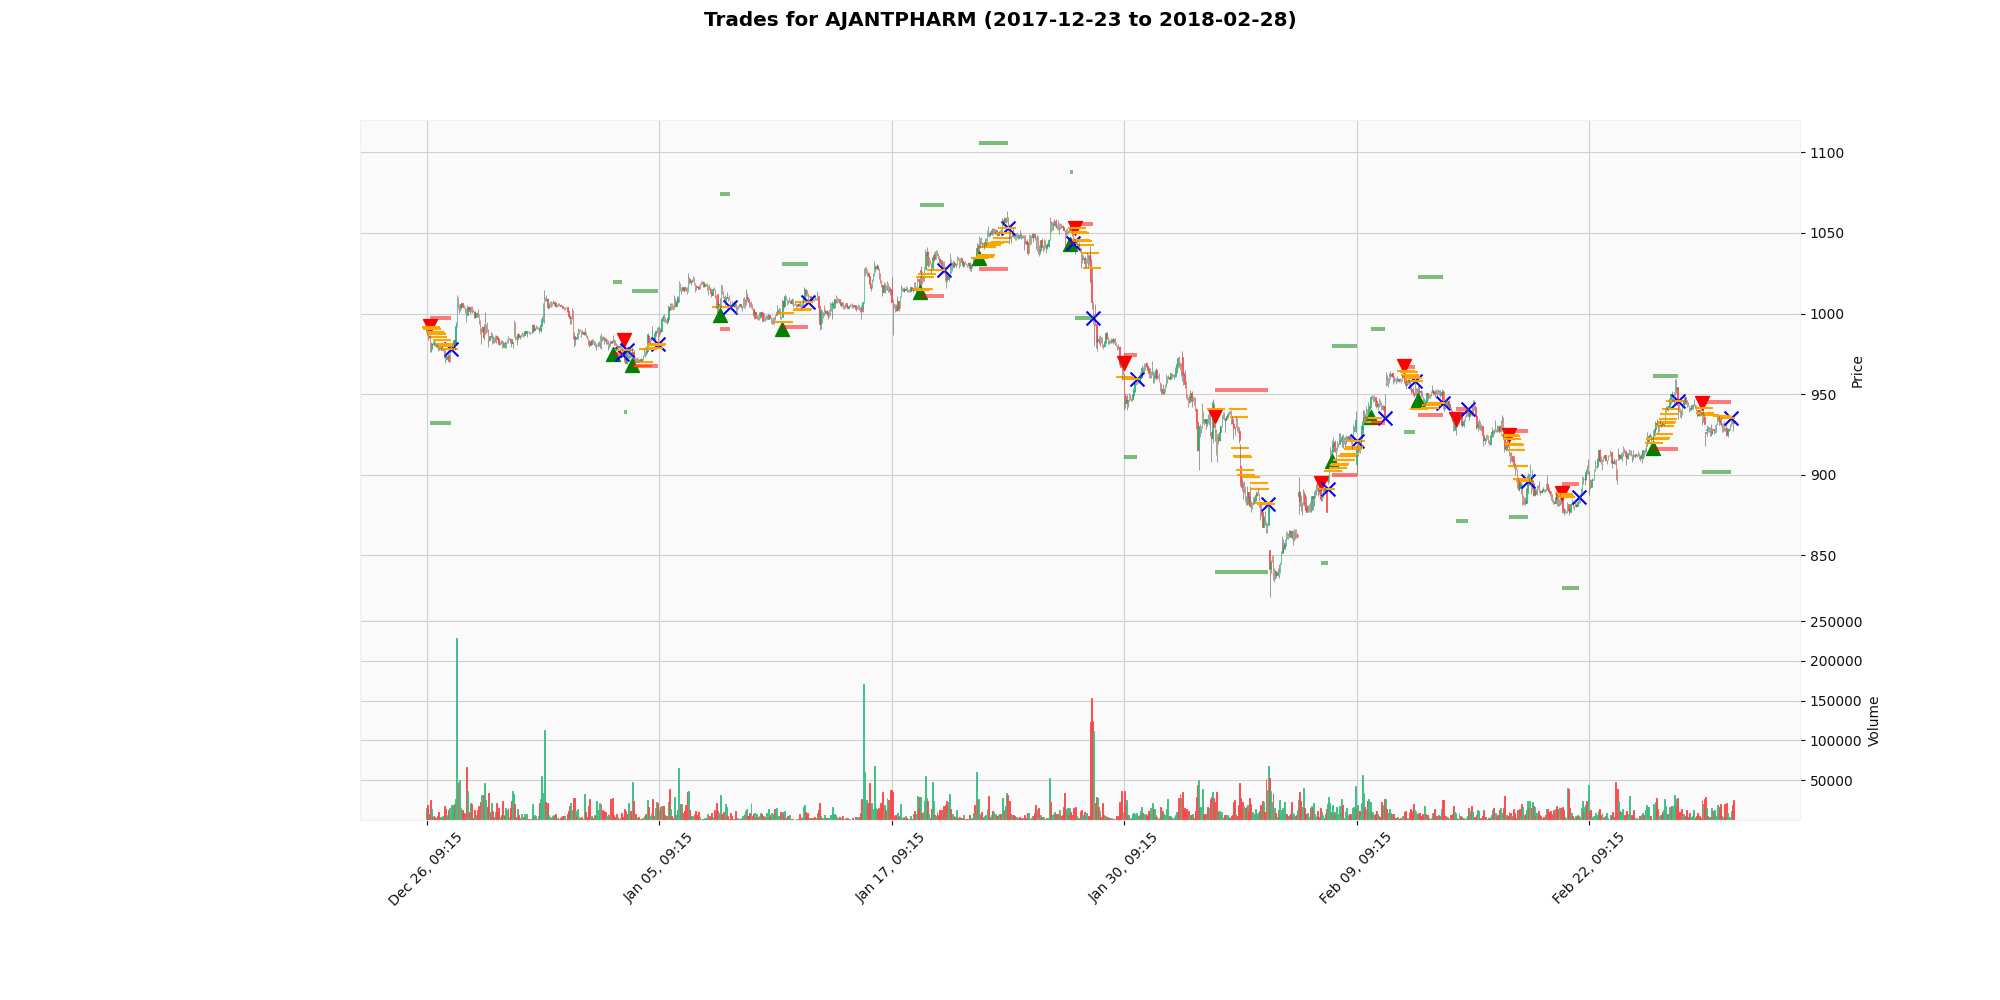 Trades for AJANTPHARM (2017-12-23 to 2018-02-28)
1100
1050
1000
950
900
850
Price
250000
200000
150000
100000
50000
Volume
Dec 26, 09:15
Jan 05, 09:15
Jan 17, 09:15
Jan 30, 09:15
Feb 09, 09:15
Feb 22, 09:15